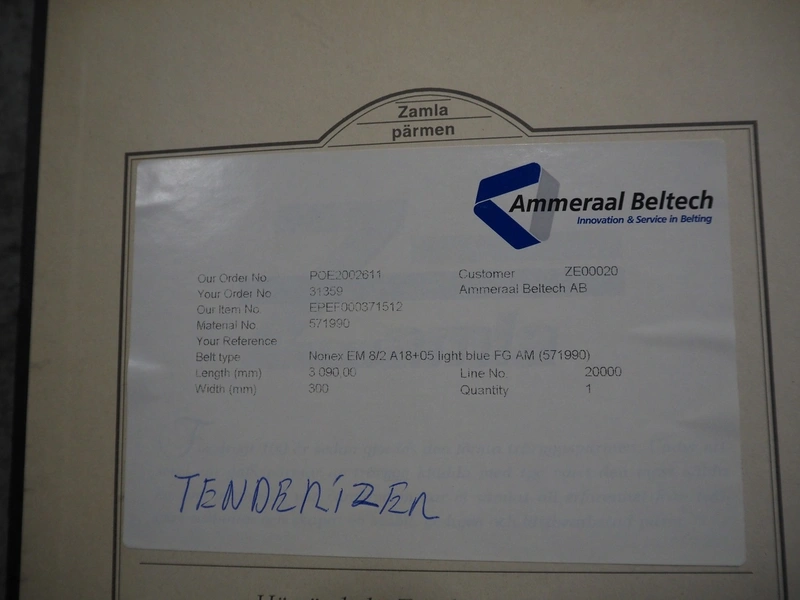 Zamla
pärmen
Ammeraal Beltech
Innovation & Service in Belting
Our Order No. POE2002611 Customer ZE00020
Your Order No 31359 Ammeraal Beltech AB
Our Item No. EPEF000371512
Material No 571990
Your Reference
Belt type Nonex EM 8/2 A18+05 light blue FG AM (571990)
Length (mm) 3 090.00 Line No. 20000
Width (mm) 300 Quantity 1
TENDERIZER